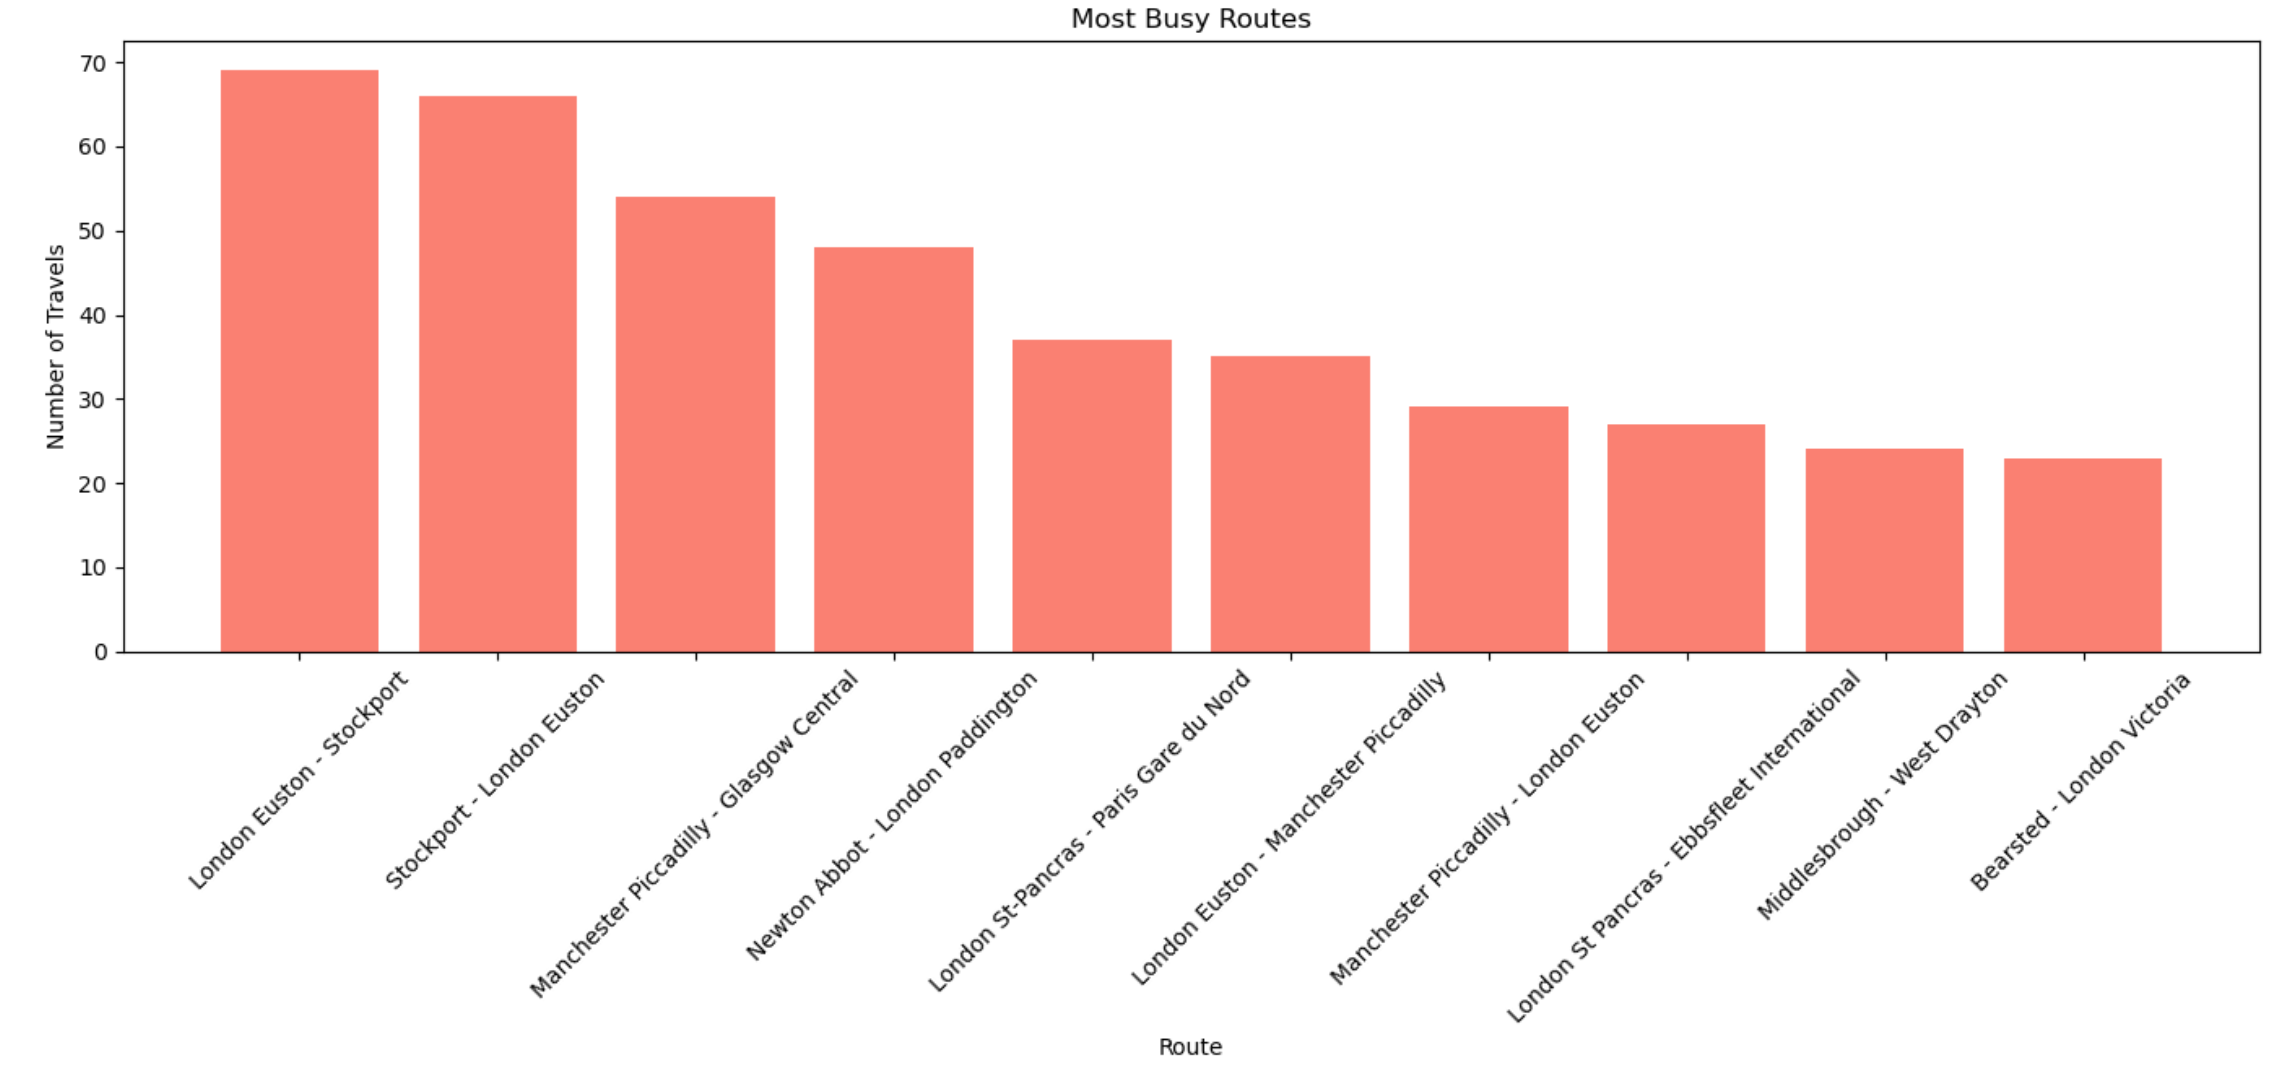 Most Busy Routes
Number of Travels
70
60
50
40
30
20
10
0
London Euston - Stockport
Stockport - London Euston
Manchester Piccadilly - Glasgow Central
Newton Abbot - London Paddington
London St-Pancras - Paris Gare du Nord
London Euston - Manchester Piccadilly
Manchester Piccadilly - London Euston
London St Pancras - Ebbsfleet International
Middlesbrough - West Drayton
Bearsted - London Victoria
Route